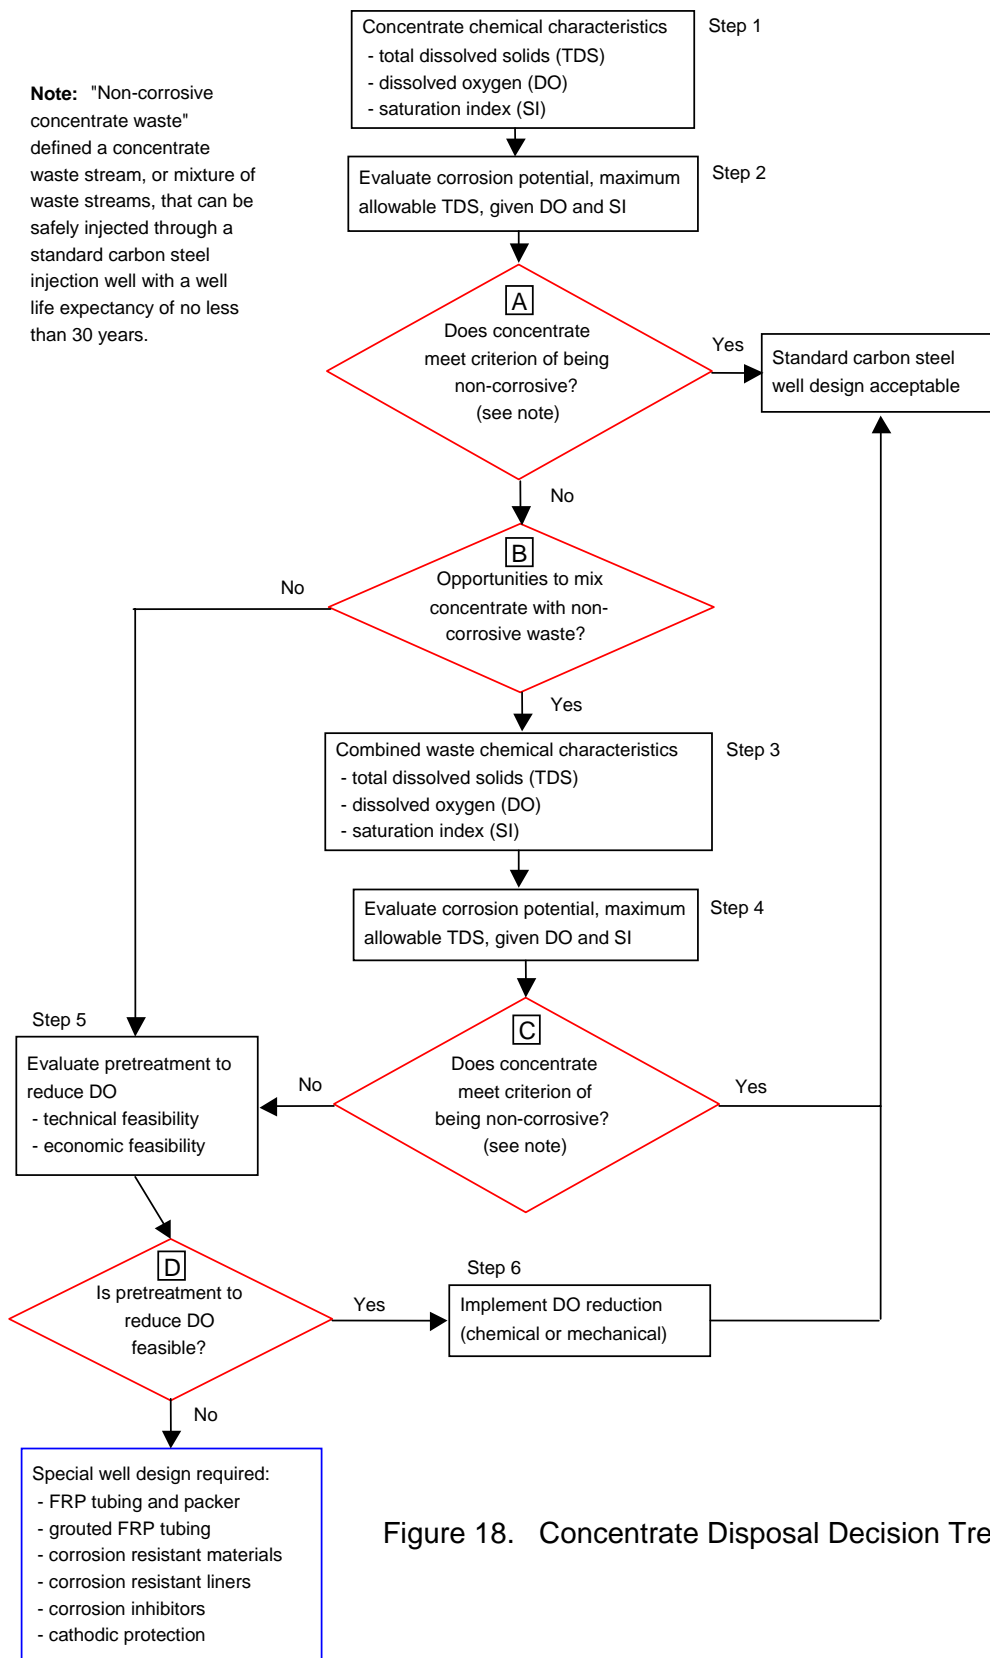 Concentrate chemical characteristics
- total dissolved solids (TDS)
- dissolved oxygen (DO)
- saturation index (SI)
Step 1
Note: "Non-corrosive
concentrate waste"
defined a concentrate
waste stream, or mixture of
waste streams, that can be
safely injected through a
standard carbon steel
injection well with a well
life expectancy of no less
than 30 years.
Evaluate corrosion potential, maximum
allowable TDS, given DO and SI
Step 2
A
Does concentrate
meet criterion of being
non-corrosive?
(see note)
Yes
Standard carbon steel
well design acceptable
No
B
Opportunities to mix
concentrate with non-
corrosive waste?
No
Yes
Combined waste chemical characteristics
- total dissolved solids (TDS)
- dissolved oxygen (DO)
- saturation index (SI)
Step 3
Evaluate corrosion potential, maximum
allowable TDS, given DO and SI
Step 4
C
Does concentrate
meet criterion of
being non-corrosive?
(see note)
No
Yes
Step 5
Evaluate pretreatment to
reduce DO
- technical feasibility
- economic feasibility
D
Is pretreatment to
reduce DO
feasible?
Yes
Step 6
Implement DO reduction
(chemical or mechanical)
No
Special well design required:
- FRP tubing and packer
- grouted FRP tubing
- corrosion resistant materials
- corrosion resistant liners
- corrosion inhibitors
- cathodic protection
Figure 18. Concentrate Disposal Decision Tre